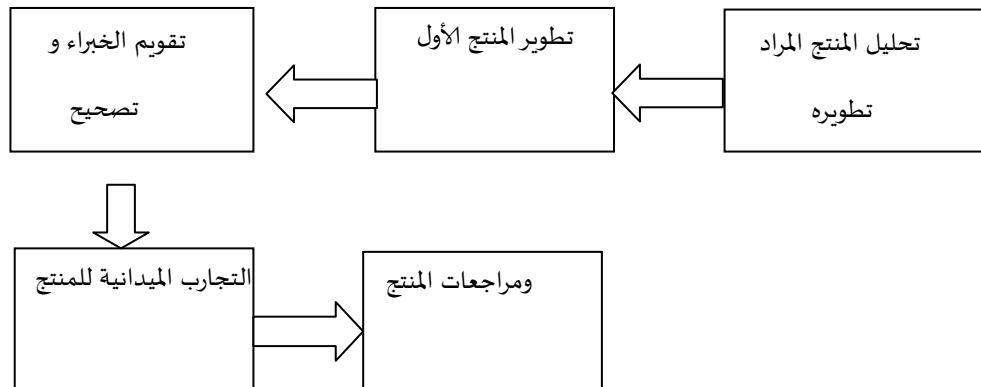 تحليل المنتج المراد
تطويره
تطوير المنتج الأول
تقويم الخبراء و
تصحيح
التجارب الميدانية للمنتج
ومراجعات المنتج